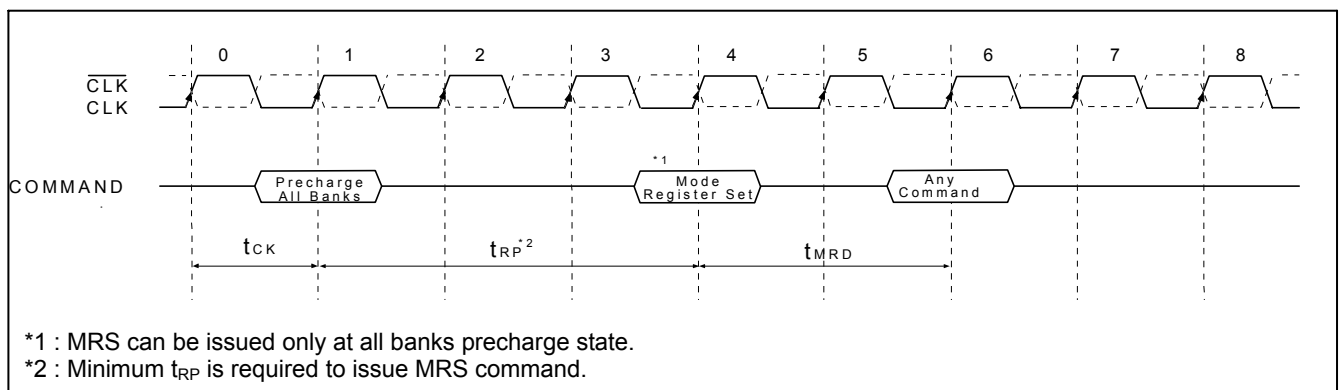 0 1 2 3 4 5 6 7 8
CLK
CLK
*1
COMMAND
Precharge
All Banks
Mode
Register Set
Any
Command
tCK
tRP*2
tMRD
*1 : MRS can be issued only at all banks precharge state.
*2 : Minimum tRP is required to issue MRS command.